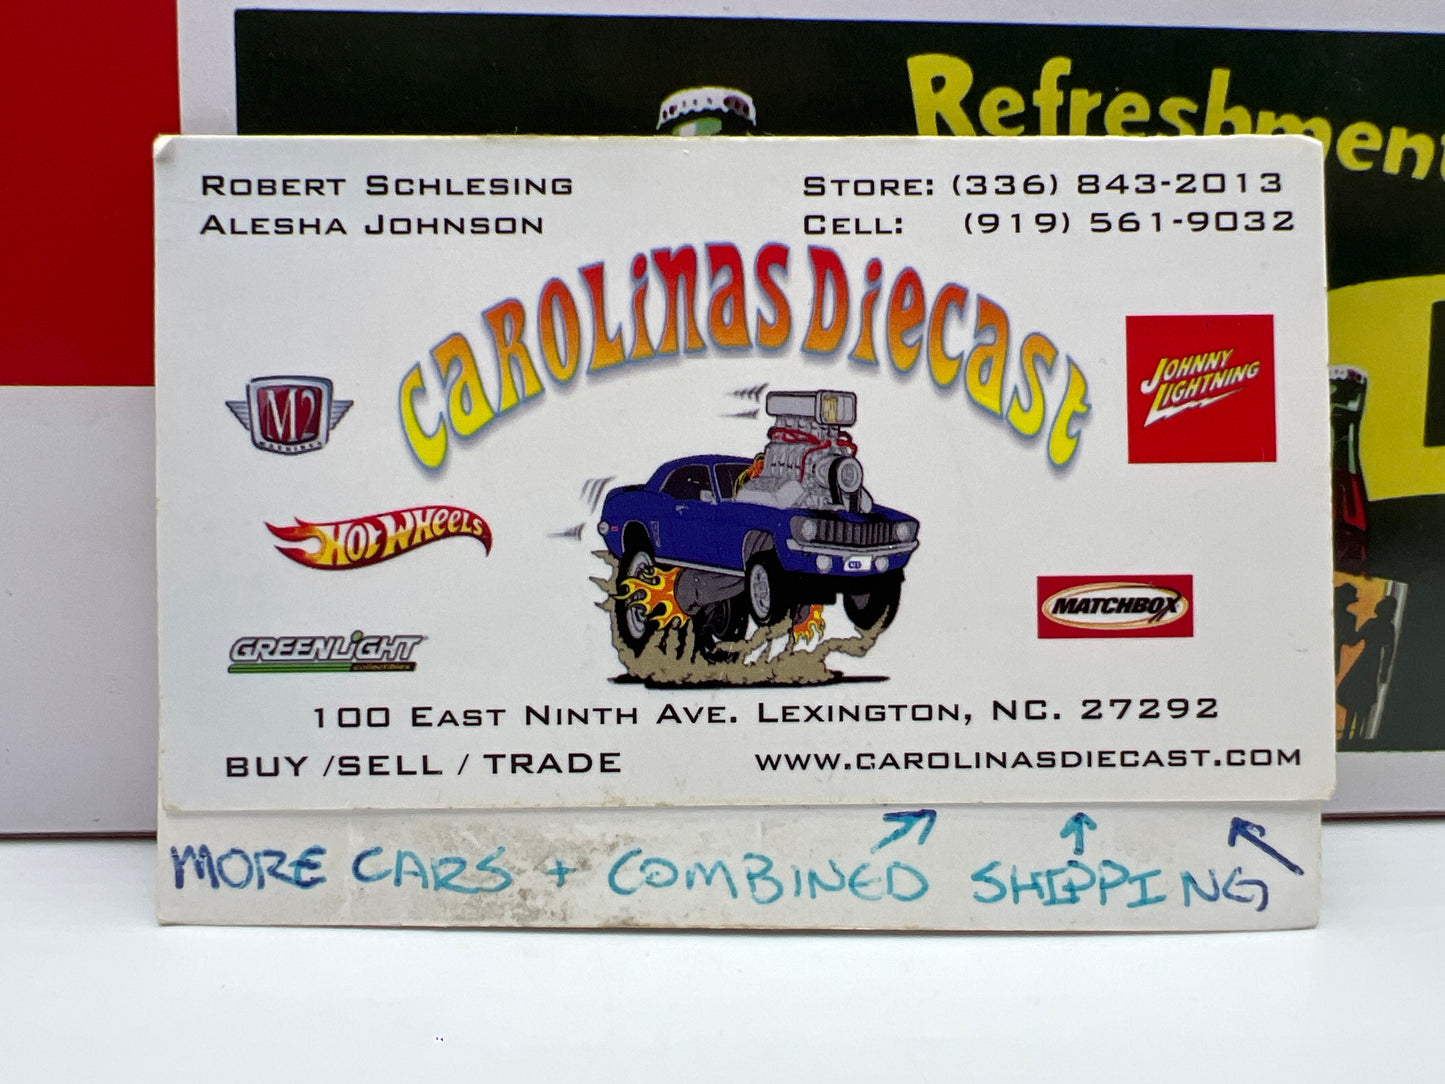 Refreshment
ROBERT SCHLESING
ALESHA JOHNSON
STORE: (336) 843-2013
CELL: (919) 561-9032
CAROLINAS DIECAST
M2
MACHINES
JOHNNY
LIGHTNING
HOT WHEELS
MATCHBOX
GREENLIGHT
collectibles
100 EAST NINTH AVE. LEXINGTON, NC. 27292
BUY /SELL / TRADE
WWW.CAROLINASDIECAST.COM
MORE CARS + COMBINED SHIPPING